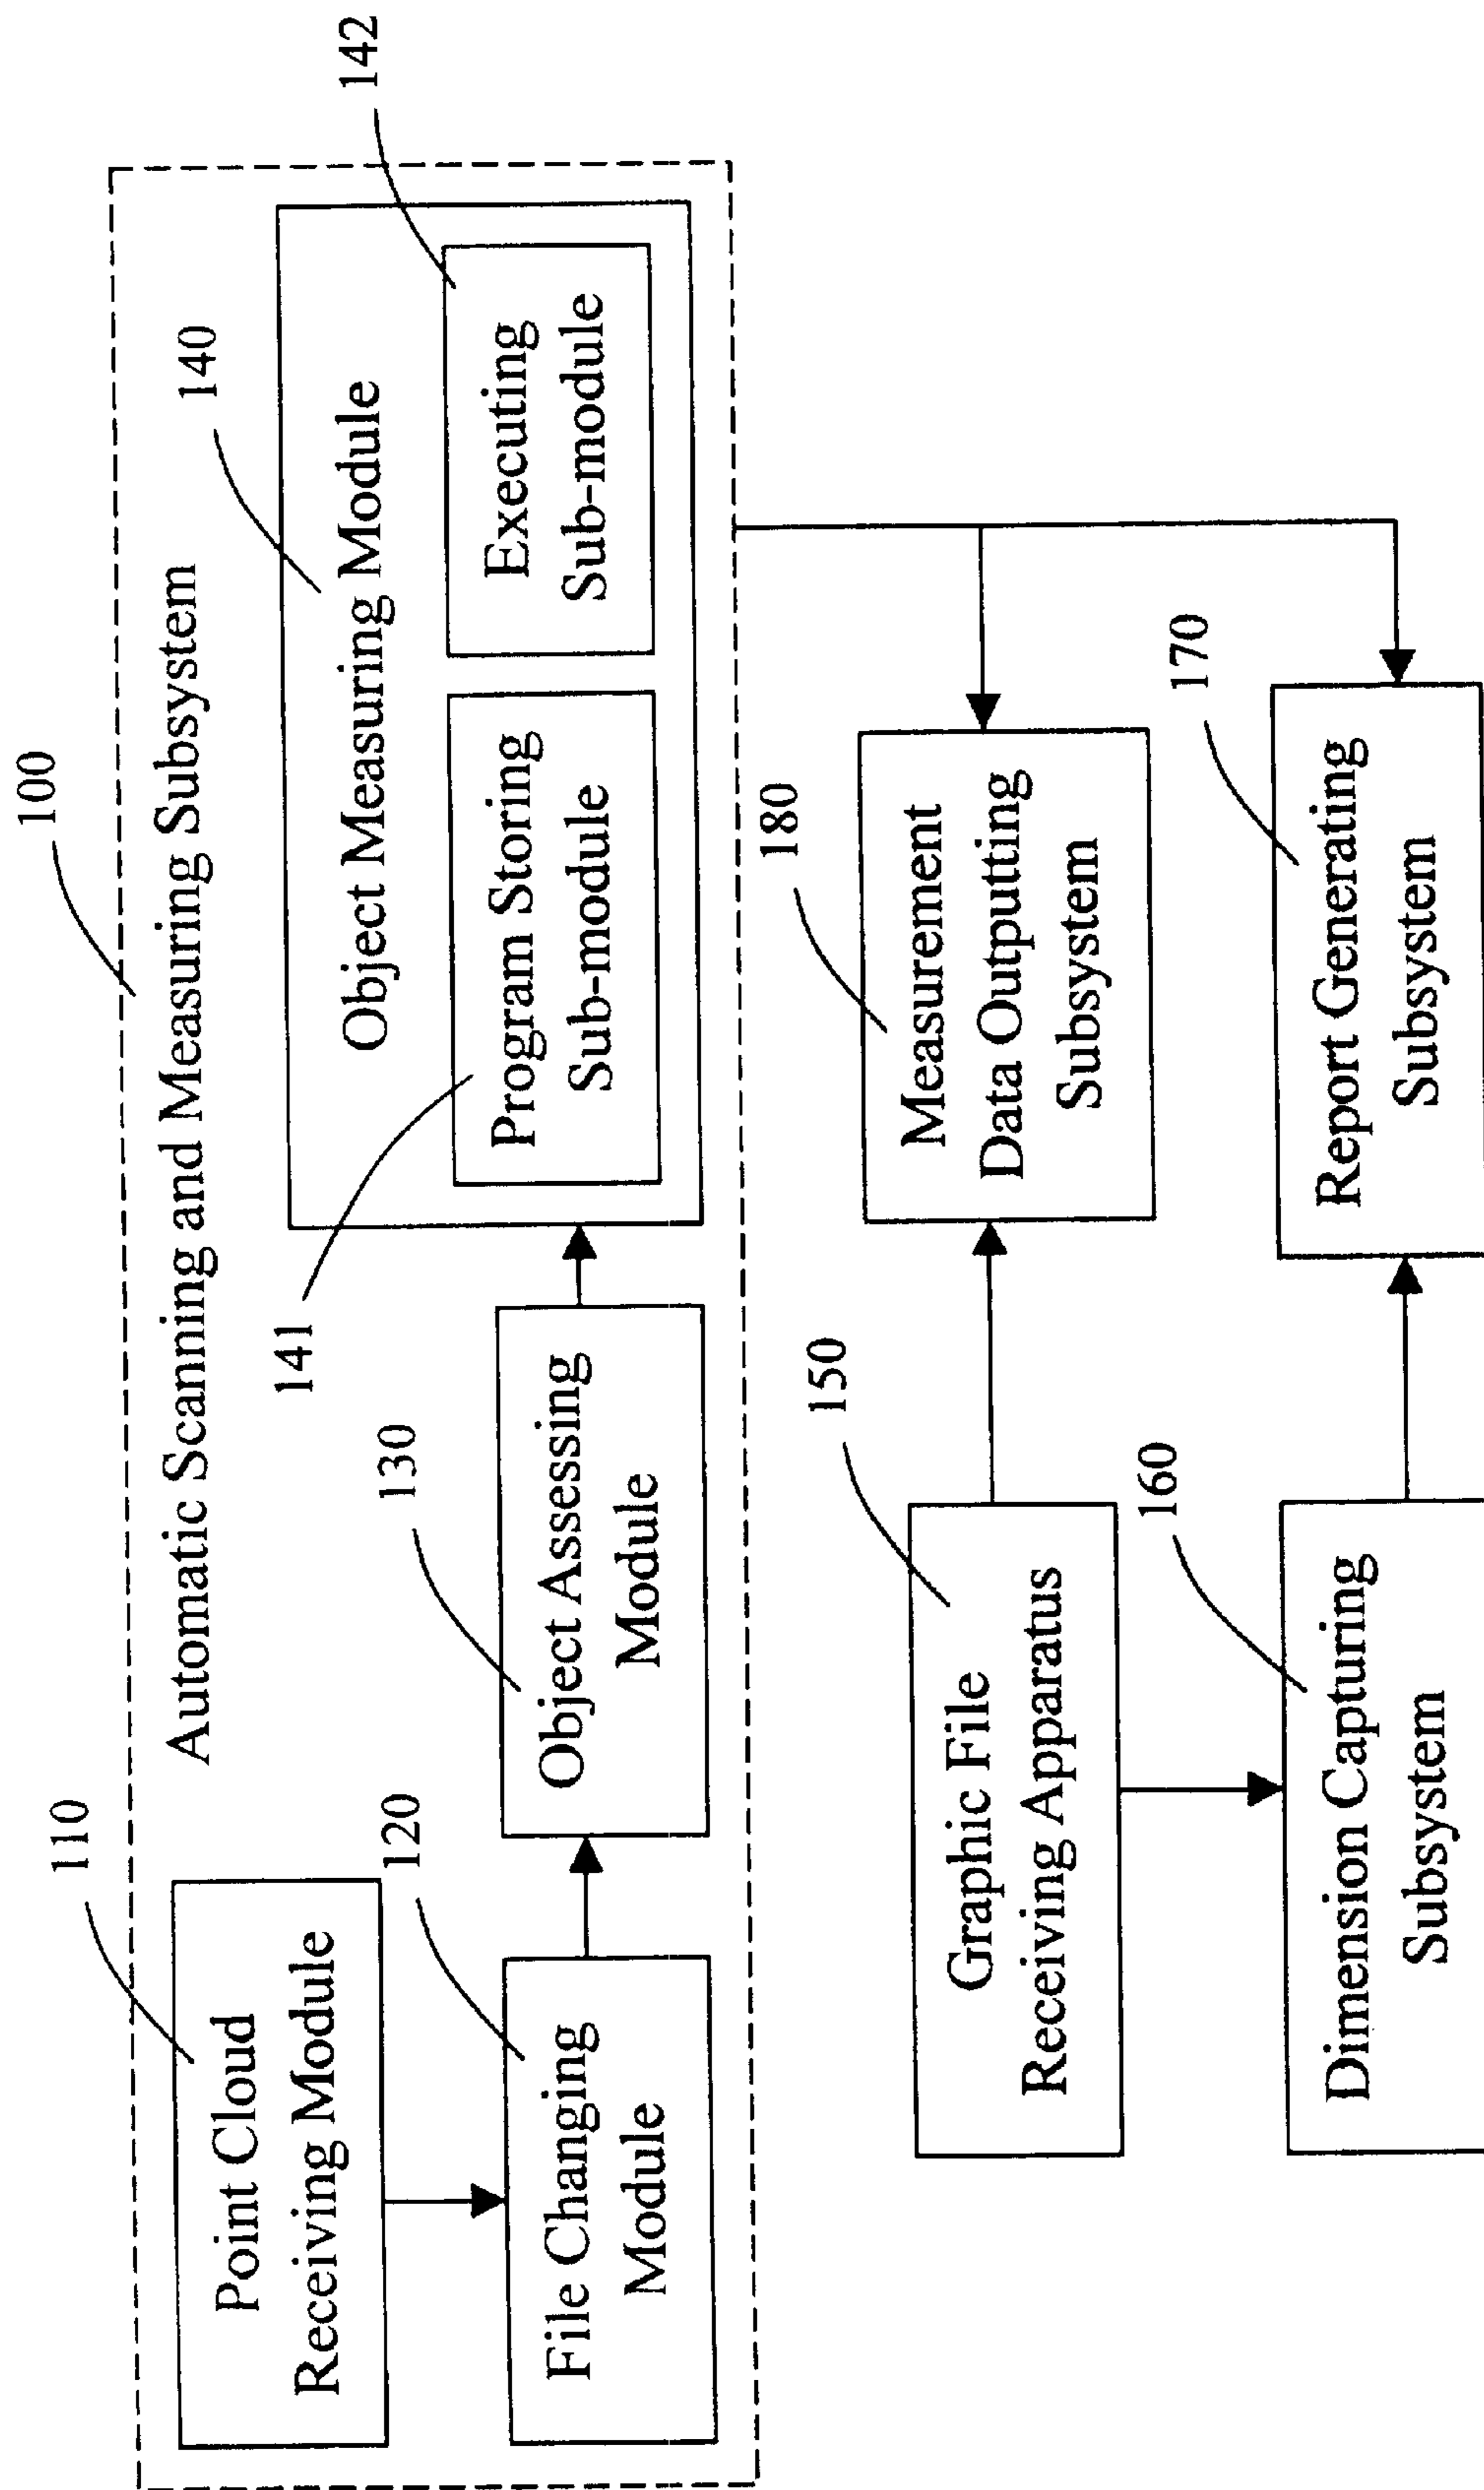 100
Automatic Scanning and Measuring Subsystem
110
Point Cloud
Receiving Module
120
File Changing
Module
130
Object Assessing
Module
140
Object Measuring Module
141
Program Storing
Sub-module
142
Executing
Sub-module
150
Graphic File
Receiving Apparatus
180
Measurement
Data Outputing
Subsystem
160
Dimension Capturing
Subsystem
170
Report Generating
Subsystem